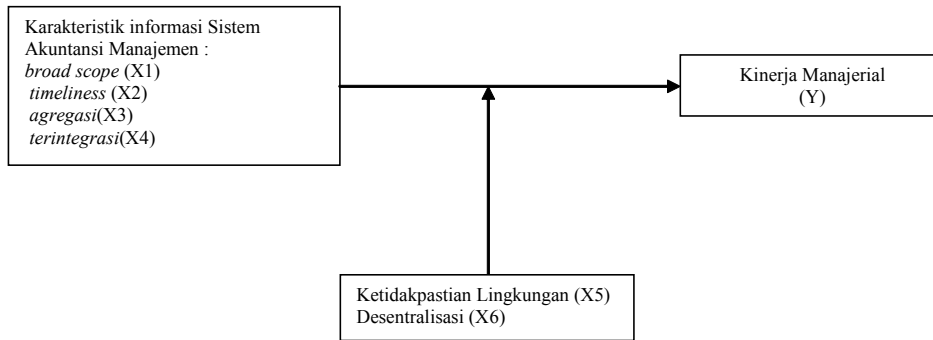 Karakteristik informasi Sistem
Akuntansi Manajemen :
broad scope (X1)
timeliness (X2)
agregasi(X3)
terintegrasi(X4)
Kinerja Manajerial
(Y)
Ketidakpastian Lingkungan (X5)
Desentralisasi (X6)